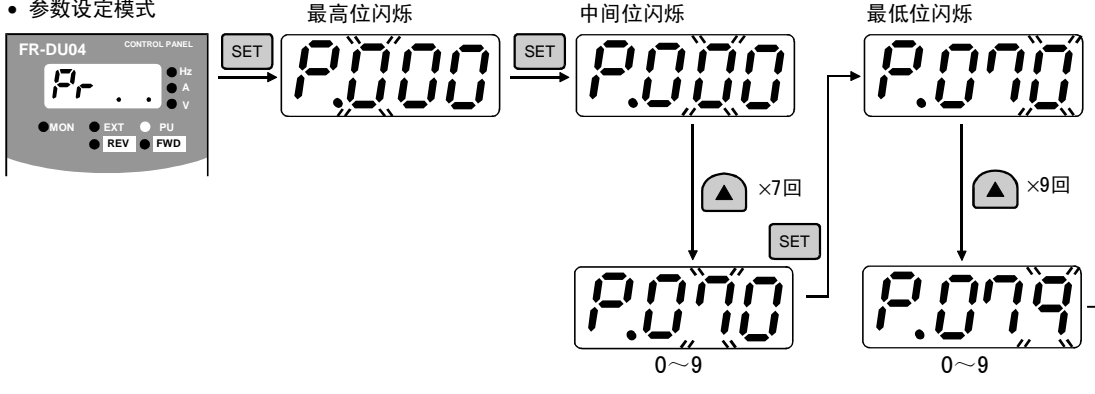 • 参数设定模式
最高位闪烁
中间位闪烁
最低位闪烁
FR-DU04 CONTROL PANEL
Pr . .
Hz
A
V
MON EXT PU
REV FWD
SET
P.000
SET
P.000
P.070
×7回
×9回
SET
P.070
P.079
0～9
0～9